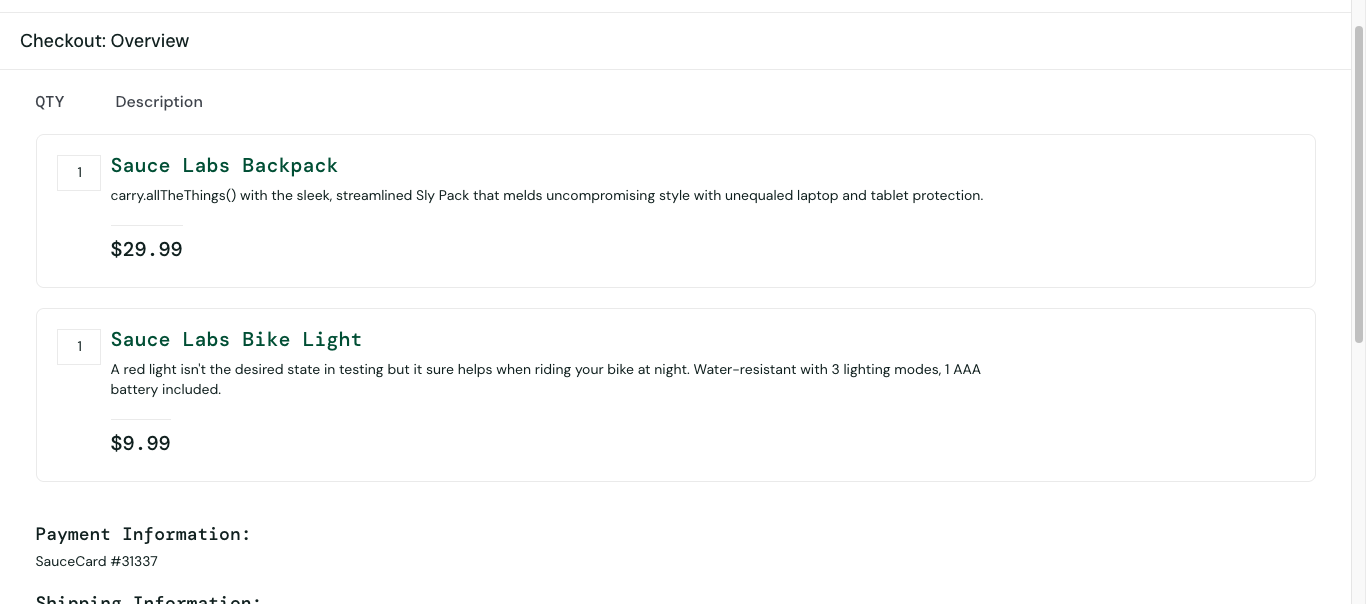 Checkout: Overview
QTY Description
1 Sauce Labs Backpack
carry.allTheThings() with the sleek, streamlined Sly Pack that melds uncompromising style with unequaled laptop and tablet protection.
$29.99
1 Sauce Labs Bike Light
A red light isn't the desired state in testing but it sure helps when riding your bike at night. Water-resistant with 3 lighting modes, 1 AAA
battery included.
$9.99
Payment Information:
SauceCard #31337
Shipping Information: